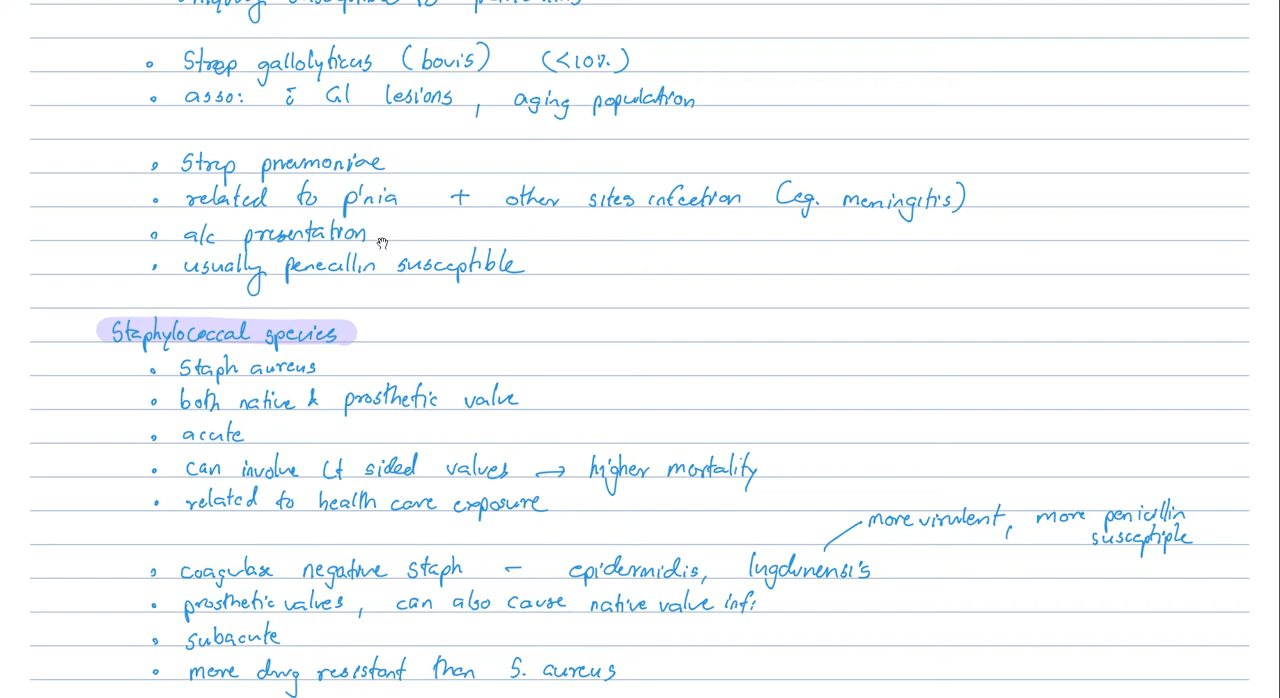 • Strep gallolyticus (bovis) (<10%)
• asso: c̄ GI lesions, aging population
• Strep pneumoniae
• related to p'nia + other sites infection (eg. meningitis)
• a/c presentation
• usually penecillin susceptible
Staphylococcal species
• Staph aureus
• both native & prosthetic valve
• acute
• can involve Lt sided valves → higher mortality
• related to health care exposure
more virulent, more penicillin
susceptiple
• coagulase negative staph - epidermidis, lugdunensis
• prosthetic valves, can also cause native valve inf:
• subacute
• more drug resistant than S. aureus